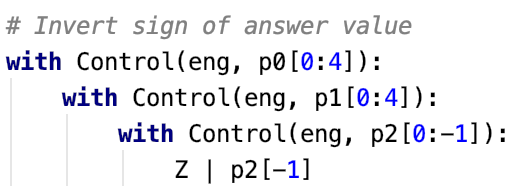 # Invert sign of answer value
with Control(eng, p0[0:4]):
    with Control(eng, p1[0:4]):
        with Control(eng, p2[0:-1]):
            Z | p2[-1]